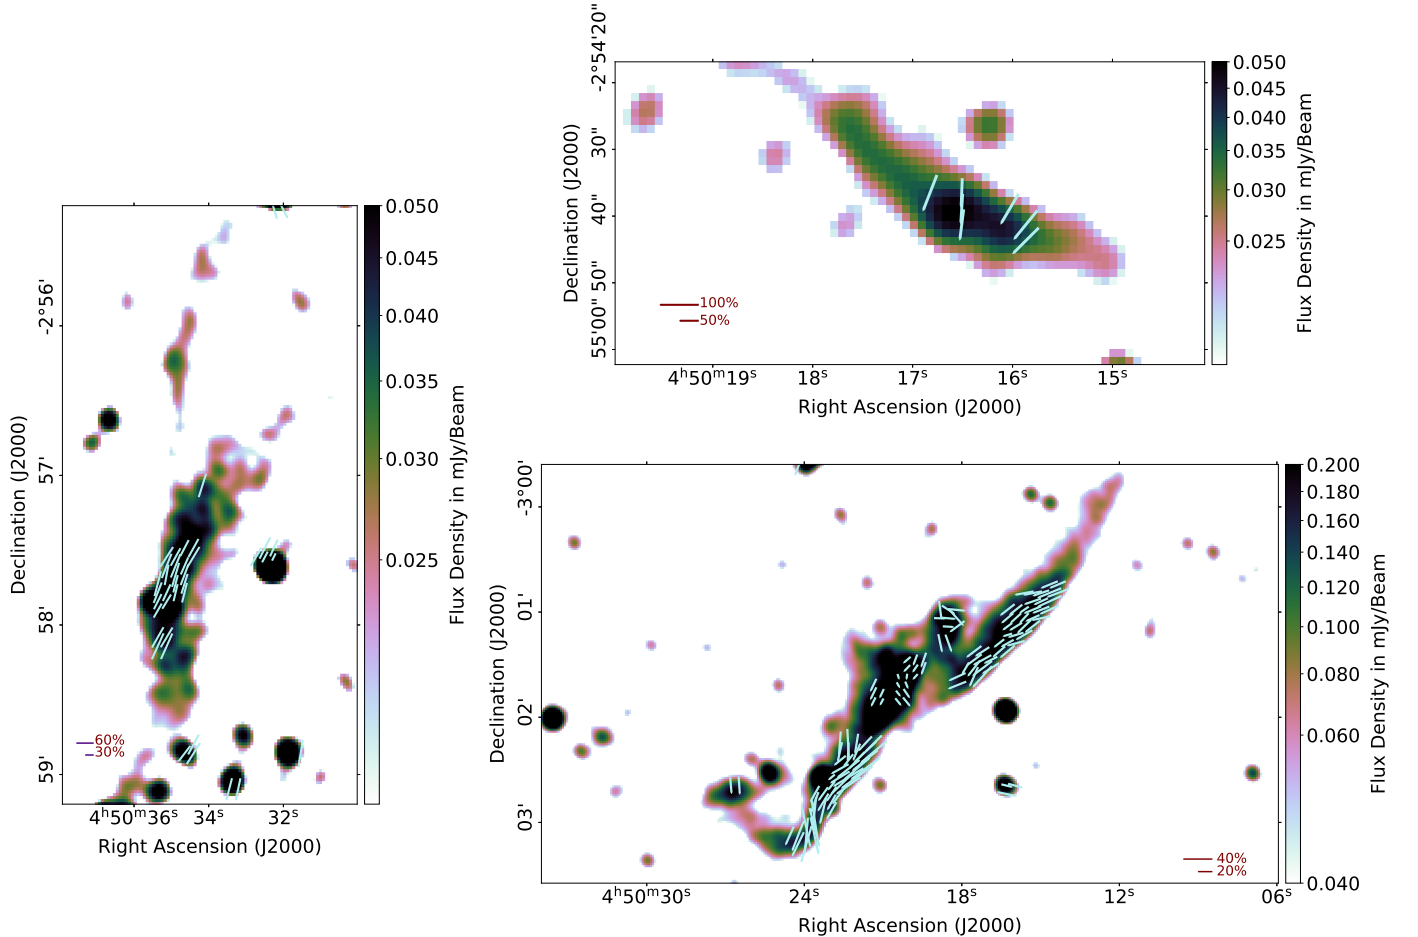 Declination (J2000)
-2°56'
57'
58'
59'
4ʰ50ᵐ36ˢ
34ˢ
32ˢ
Right Ascension (J2000)
60%
30%
0.050
0.045
0.040
0.035
0.030
0.025
Flux Density in mJy/Beam
Declination (J2000)
-2°54'20"
30"
40"
50"
55'00"
4ʰ50ᵐ19ˢ
18ˢ
17ˢ
16ˢ
15ˢ
Right Ascension (J2000)
100%
50%
0.050
0.045
0.040
0.035
0.030
0.025
Flux Density in mJy/Beam
Declination (J2000)
-3°00'
01'
02'
03'
4ʰ50ᵐ30ˢ
24ˢ
18ˢ
12ˢ
06ˢ
Right Ascension (J2000)
40%
20%
0.200
0.180
0.160
0.140
0.120
0.100
0.080
0.060
0.040
Flux Density in mJy/Beam